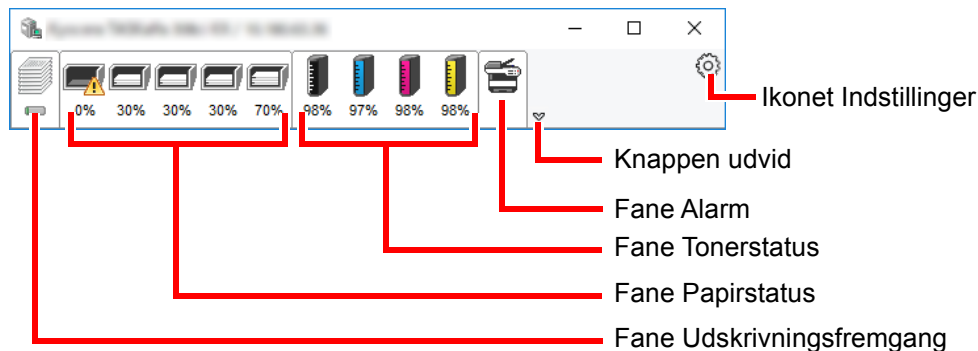 0% 30% 30% 30% 70% 98% 97% 98% 98%
Ikonet Indstillinger
Knappen udvid
Fane Alarm
Fane Tonerstatus
Fane Papirstatus
Fane Udskrivningsfremgang